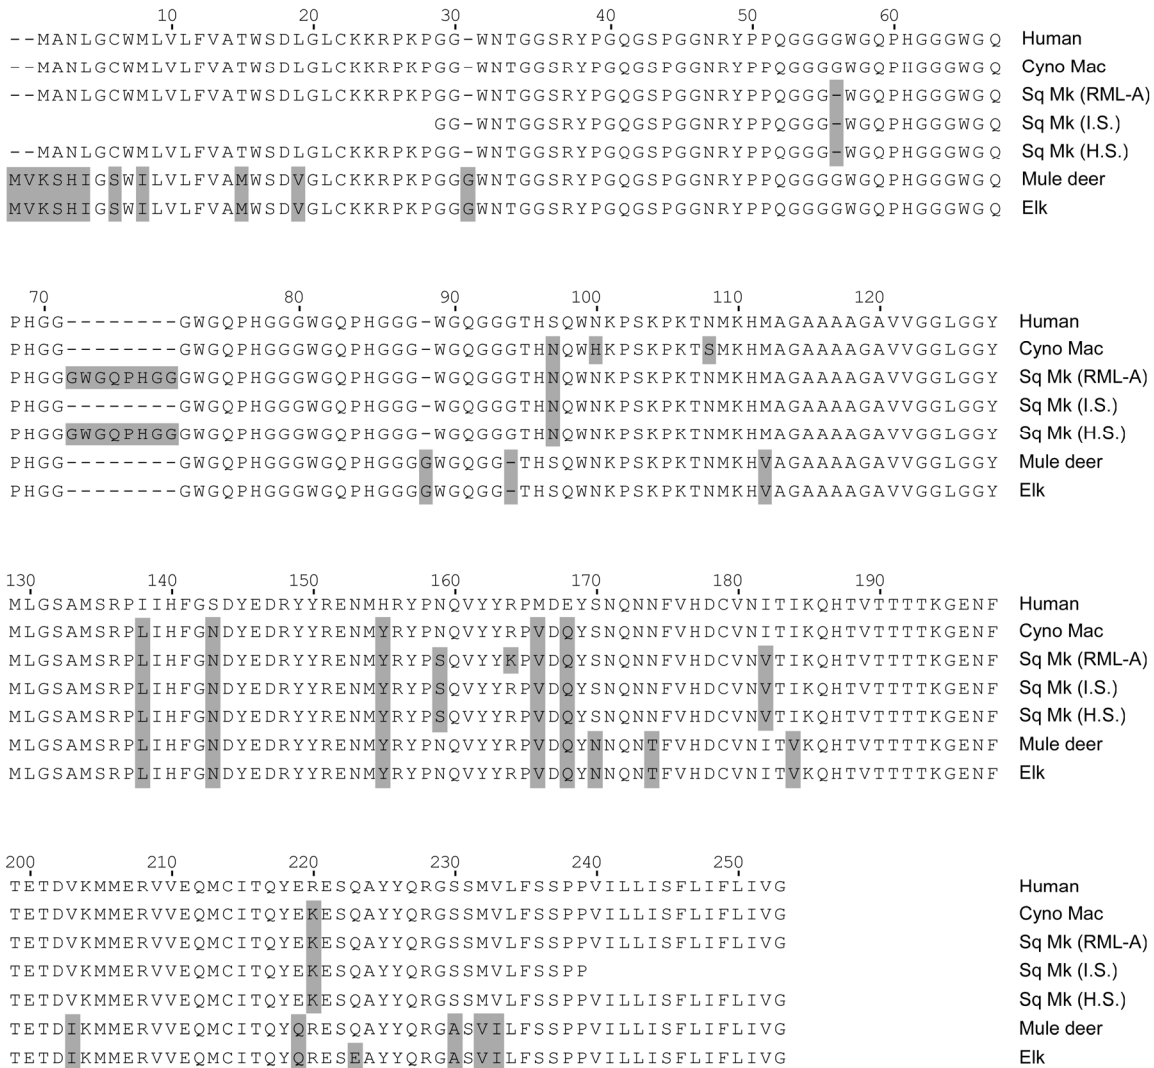 10 20 30 40 50 60
--MANLGCWMLVLFVATWSDLGLCKKRPKPGG-WNTGGSRYPGQGSPGGNRYPPQGGGGWGQPHGGGWGQ Human
--MANLGCWMLVLFVATWSDLGLCKKRPKPGG-WNTGGSRYPGQGSPGGNRYPPQGGGGWGQPHGGGWGQ Cyno Mac
--MANLGCWMLVLFVATWSDLGLCKKRPKPGG-WNTGGSRYPGQGSPGGNRYPPQGGG-WGQPHGGGWGQ Sq Mk (RML-A)
GG-WNTGGSRYPGQGSPGGNRYPPQGGG-WGQPHGGGWGQ Sq Mk (I.S.)
--MANLGCWMLVLFVATWSDLGLCKKRPKPGG-WNTGGSRYPGQGSPGGNRYPPQGGG-WGQPHGGGWGQ Sq Mk (H.S.)
MVKSHIGSWILVLFVAMWSDVGLCKKRPKPGGGWNTGGSRYPGQGSPGGNRYPPQGGGGWGQPHGGGWGQ Mule deer
MVKSHIGSWILVLFVAMWSDVGLCKKRPKPGGGWNTGGSRYPGQGSPGGNRYPPQGGGGWGQPHGGGWGQ Elk
70 80 90 100 110 120
PHGG--------GWGQPHGGGWGQPHGGG-WGQGGGTHSQWNKPSKPKTNMKHMAGAAAAGAVVGGLGGY Human
PHGG--------GWGQPHGGGWGQPHGGG-WGQGGGTHNQWHKPSKPKTSMKHMAGAAAAGAVVGGLGGY Cyno Mac
PHGGGWGQPHGGGWGQPHGGGWGQPHGGG-WGQGGGTHNQWNKPSKPKTNMKHMAGAAAAGAVVGGLGGY Sq Mk (RML-A)
PHGG--------GWGQPHGGGWGQPHGGG-WGQGGGTHNQWNKPSKPKTNMKHMAGAAAAGAVVGGLGGY Sq Mk (I.S.)
PHGGGWGQPHGGGWGQPHGGGWGQPHGGG-WGQGGGTHNQWNKPSKPKTNMKHMAGAAAAGAVVGGLGGY Sq Mk (H.S.)
PHGG--------GWGQPHGGGWGQPHGGGGWGQGG-THSQWNKPSKPKTNMKHVAGAAAAGAVVGGLGGY Mule deer
PHGG--------GWGQPHGGGWGQPHGGGGWGQGG-THSQWNKPSKPKTNMKHVAGAAAAGAVVGGLGGY Elk
130 140 150 160 170 180 190
MLGSAMSRPIIHFGSDYEDRYYRENMHRYPNQVYYRPMDEYSNQNNFVHDCVNITIKQHTVTTTTKGENF Human
MLGSAMSRPLIHFGNDYEDRYYRENMYRYPNQVYYRPVDQYSNQNNFVHDCVNITIKQHTVTTTTKGENF Cyno Mac
MLGSAMSRPLIHFGNDYEDRYYRENMYRYPSQVYYKPVDQYSNQNNFVHDCVNVTIKQHTVTTTTKGENF Sq Mk (RML-A)
MLGSAMSRPLIHFGNDYEDRYYRENMYRYPSQVYYRPVDQYSNQNNFVHDCVNVTIKQHTVTTTTKGENF Sq Mk (I.S.)
MLGSAMSRPLIHFGNDYEDRYYRENMYRYPSQVYYRPVDQYSNQNNFVHDCVNVTIKQHTVTTTTKGENF Sq Mk (H.S.)
MLGSAMSRPLIHFGNDYEDRYYRENMYRYPNQVYYRPVDQYNNQNTFVHDCVNITVKQHTVTTTTKGENF Mule deer
MLGSAMSRPLIHFGNDYEDRYYRENMYRYPNQVYYRPVDQYNNQNTFVHDCVNITVKQHTVTTTTKGENF Elk
200 210 220 230 240 250
TETDVKMMERVVEQMCITQYERESQAYYQRGSSMVLFSSPPVILLISFLIFLIVG Human
TETDVKMMERVVEQMCITQYEKESQAYYQRGSSMVLFSSPPVILLISFLIFLIVG Cyno Mac
TETDVKMMERVVEQMCITQYEKESQAYYQRGSSMVLFSSPPVILLISFLIFLIVG Sq Mk (RML-A)
TETDVKMMERVVEQMCITQYEKESQAYYQRGSSMVLFSSPP Sq Mk (I.S.)
TETDVKMMERVVEQMCITQYEKESQAYYQRGSSMVLFSSPPVILLISFLIFLIVG Sq Mk (H.S.)
TETDIKMMERVVEQMCITQYQRESQAYYQRGASVILFSSPPVILLISFLIFLIVG Mule deer
TETDIKMMERVVEQMCITQYQRESEAYYQRGASVILFSSPPVILLISFLIFLIVG Elk